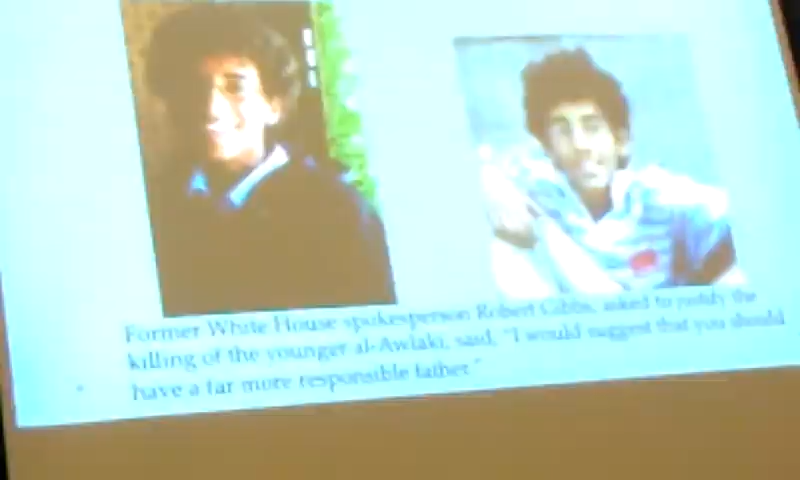 Former White House spokesperson Robert Gibbs, asked to justify the
killing of the younger al-Awlaki, said, "I would suggest that you should
have a far more responsible father."